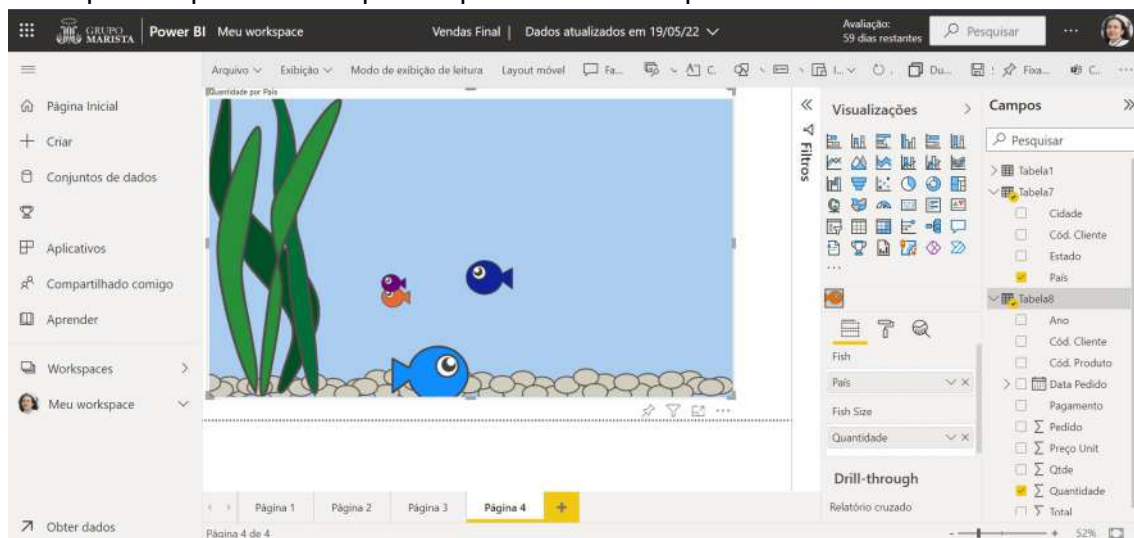 GRUPO MARISTA
Power BI
Meu workspace
Vendas Final | Dados atualizados em 19/05/22
Avaliação:
59 dias restantes
Pesquisar
...
Arquivo
Exibição
Modo de exibição de leitura
Layout móvel
Fa...
C.
I...
Du...
Fixa...
C...
...
Página Inicial
Criar
Conjuntos de dados
Aplicativos
Compartilhado comigo
Aprender
Workspaces
Meu workspace
Obter dados
Quantidade por País
Filtros
Visualizações
...
Fish
País
Fish Size
Quantidade
Drill-through
Relatório cruzado
Campos
Pesquisar
Tabela1
Tabela7
Cidade
Cód. Cliente
Estado
País
Tabela8
Ano
Cód. Cliente
Cód. Produto
Data Pedido
Pagamento
∑ Pedido
∑ Preço Unit
∑ Qtde
∑ Quantidade
∑ Total
Página 1
Página 2
Página 3
Página 4
+
Página 4 de 4
- + 52%